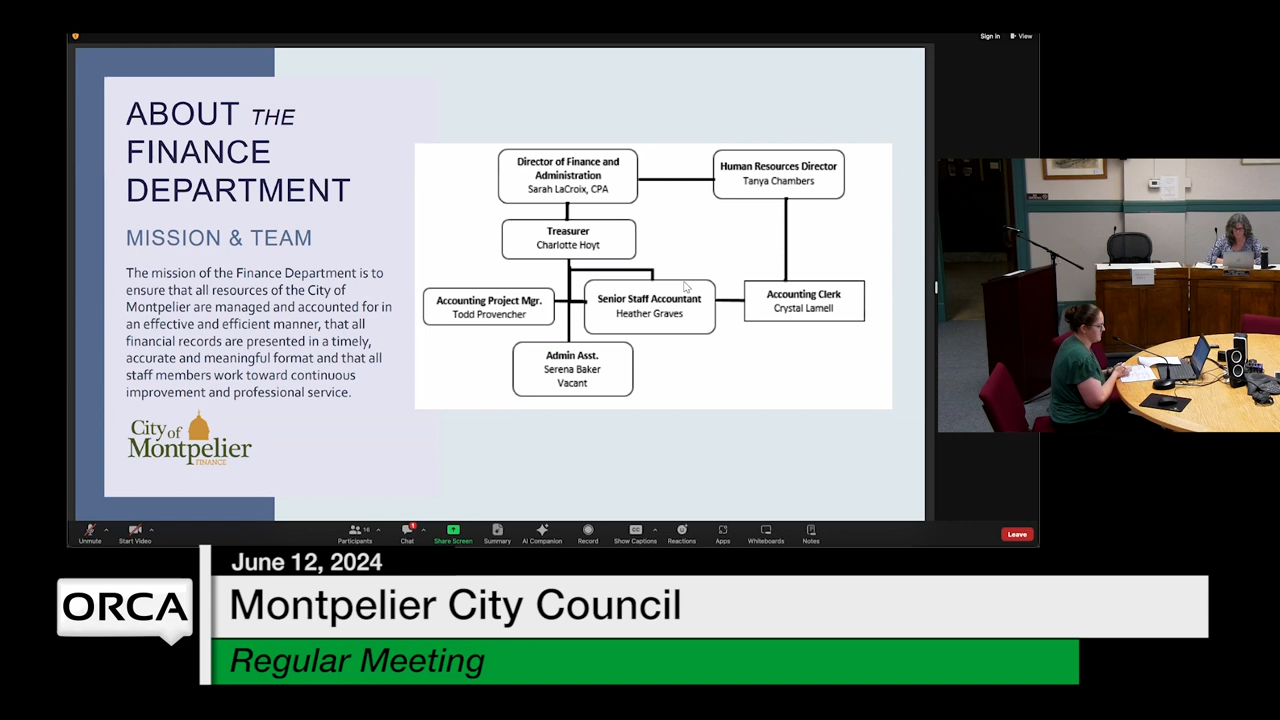 Sign in
View
ABOUT THE
FINANCE
DEPARTMENT
MISSION & TEAM
The mission of the Finance Department is to
ensure that all resources of the City of
Montpelier are managed and accounted for in
an effective and efficient manner, that all
financial records are presented in a timely,
accurate and meaningful format and that all
staff members work toward continuous
improvement and professional service.
City of
Montpelier
FINANCE
Director of Finance and
Administration
Sarah LaCroix, CPA
Human Resources Director
Tanya Chambers
Treasurer
Charlotte Hoyt
Accounting Project Mgr.
Todd Provencher
Senior Staff Accountant
Heather Graves
Accounting Clerk
Crystal Lamell
Admin Asst.
Serena Baker
Vacant
Unmute
Start Video
Participants
16
Chat
1
Share Screen
Summary
AI Companion
Record
CC
Show Captions
Reactions
Apps
Whiteboards
Notes
Leave
June 12, 2024
ORCA
Montpelier City Council
Regular Meeting